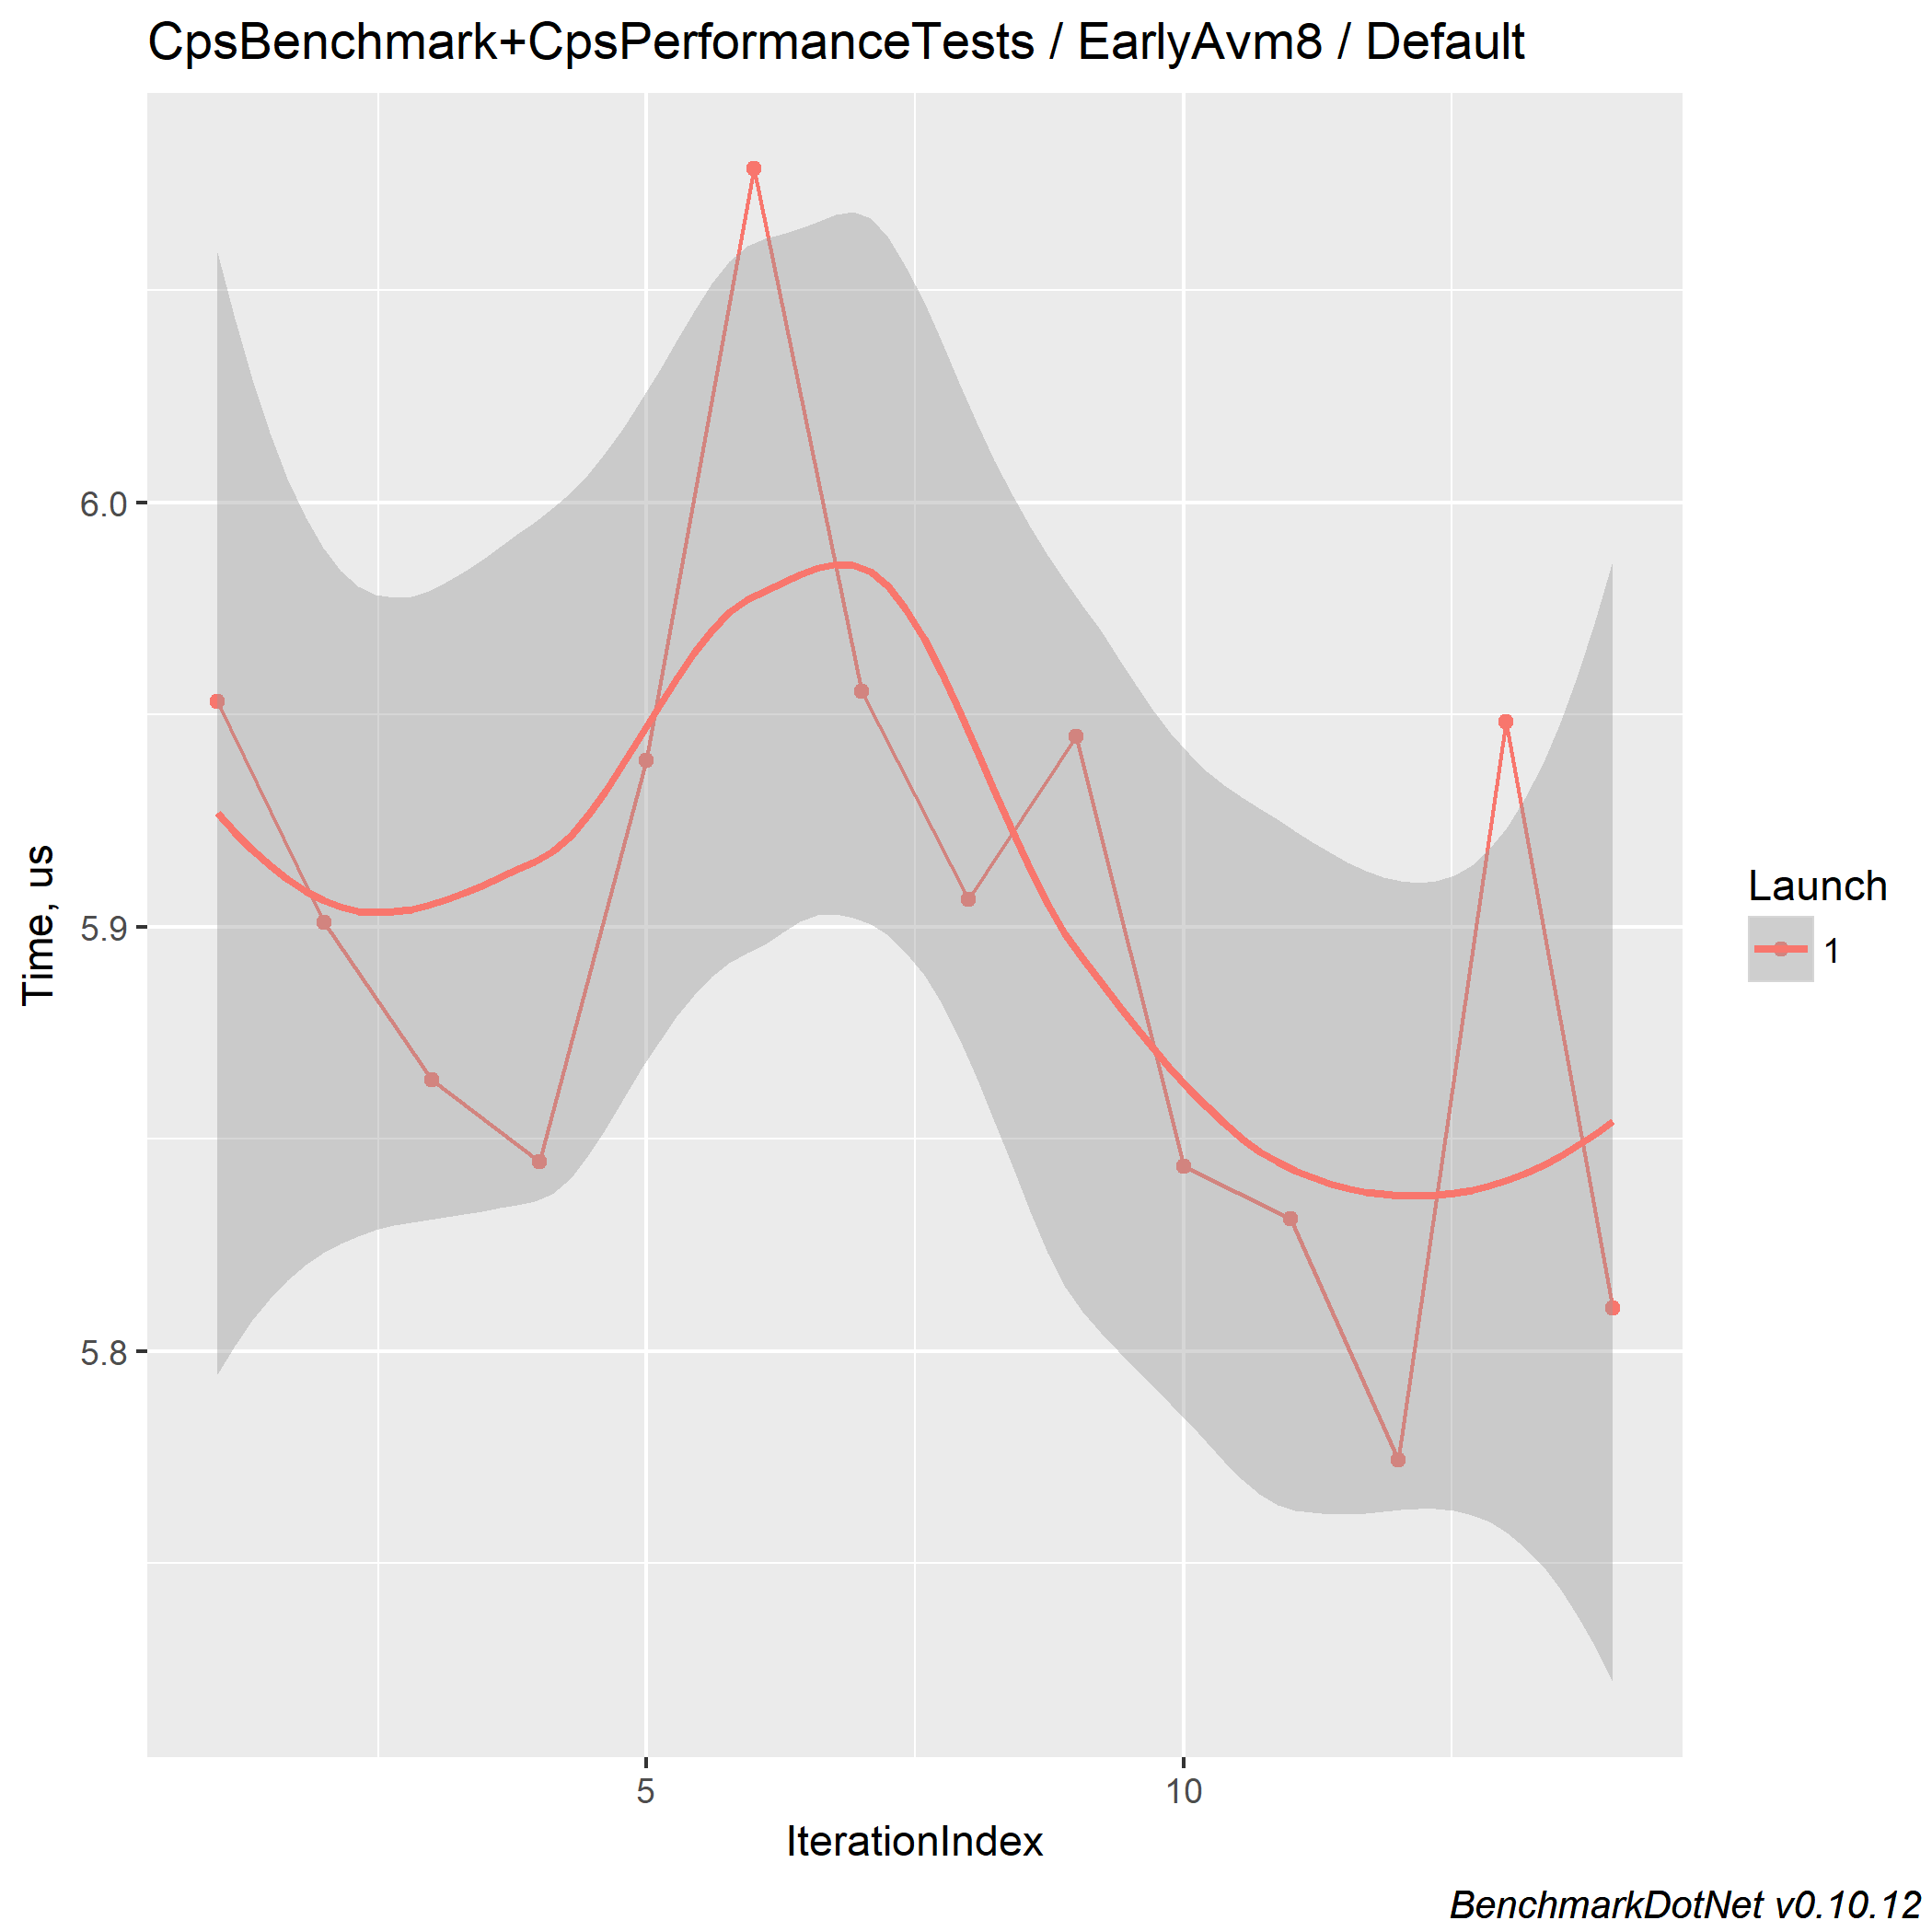 CpsBenchmark+CpsPerformanceTests / EarlyAvm8 / Default
Time, us
6.0
5.9
5.8
5
10
IterationIndex
Launch
1
BenchmarkDotNet v0.10.12